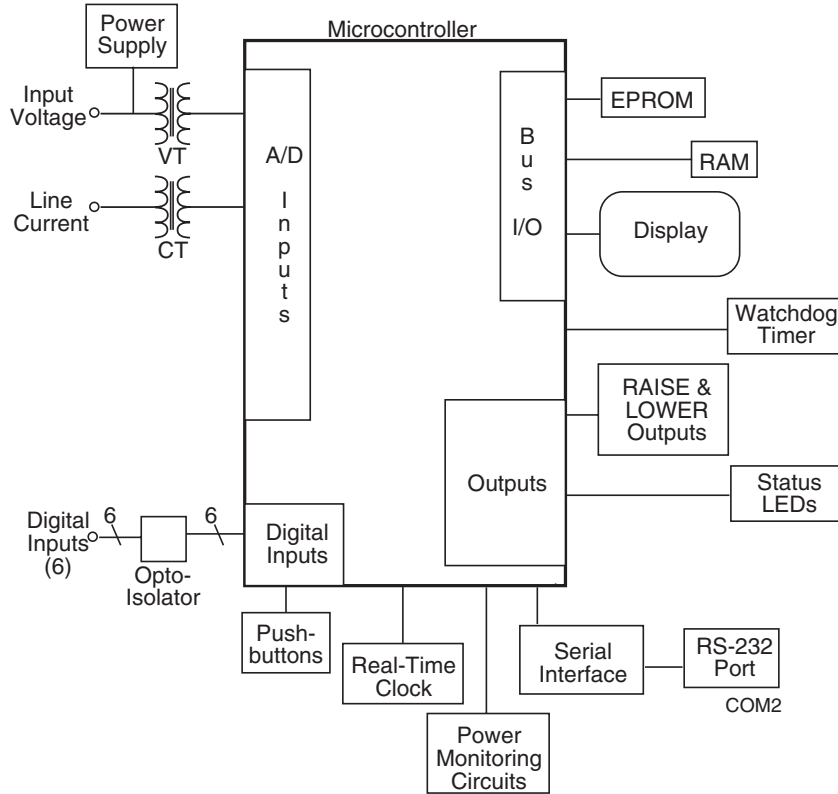 Microcontroller
Power
Supply
Input
Voltage
VT
Line
Current
CT
A/D
I
n
p
u
t
s
B
u
s
I/O
EPROM
RAM
Display
Watchdog
Timer
RAISE &
LOWER
Outputs
Outputs
Status
LEDs
Digital
Inputs
(6)
6
Opto-
Isolator
6
Digital
Inputs
Push-
buttons
Real-Time
Clock
Power
Monitoring
Circuits
Serial
Interface
RS-232
Port
COM2